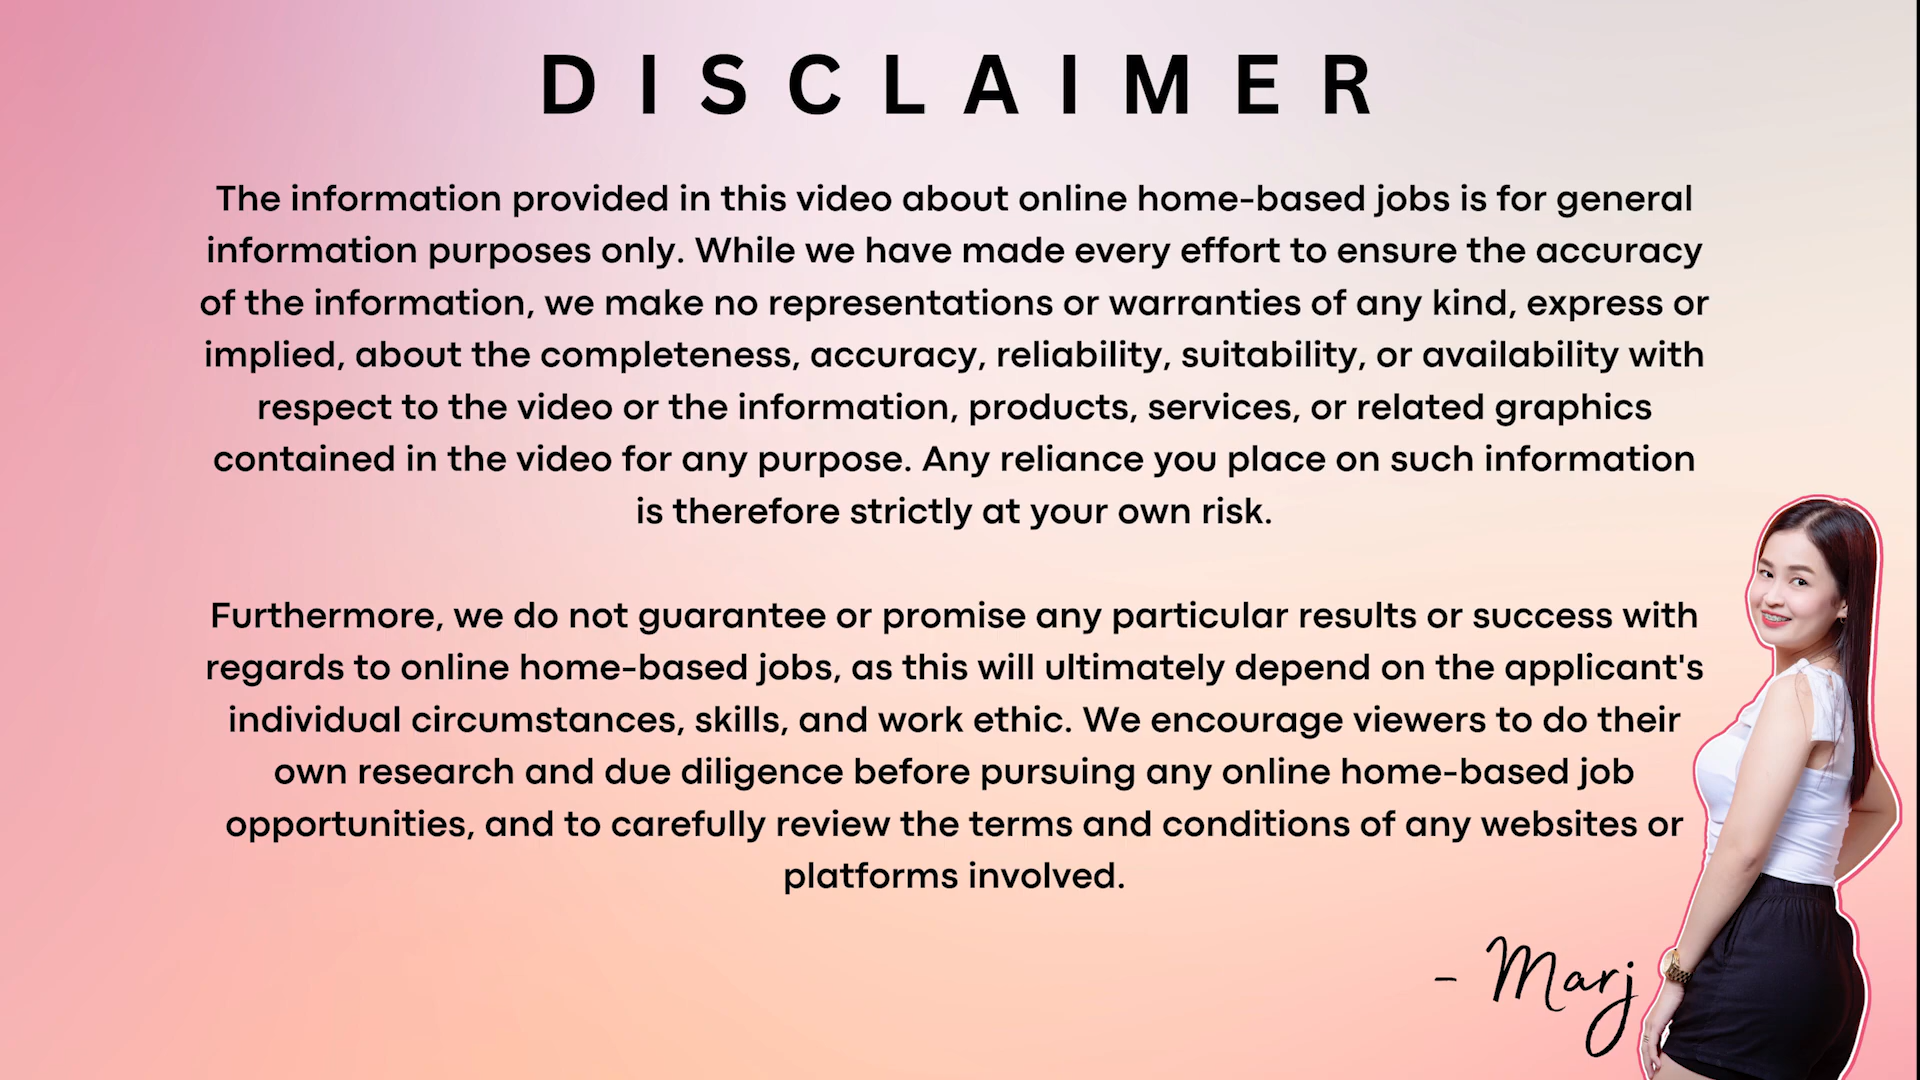 DISCLAIMER
The information provided in this video about online home-based jobs is for general
information purposes only. While we have made every effort to ensure the accuracy
of the information, we make no representations or warranties of any kind, express or
implied, about the completeness, accuracy, reliability, suitability, or availability with
respect to the video or the information, products, services, or related graphics
contained in the video for any purpose. Any reliance you place on such information
is therefore strictly at your own risk.
Furthermore, we do not guarantee or promise any particular results or success with
regards to online home-based jobs, as this will ultimately depend on the applicant's
individual circumstances, skills, and work ethic. We encourage viewers to do their
own research and due diligence before pursuing any online home-based job
opportunities, and to carefully review the terms and conditions of any websites or
platforms involved.
- Marj